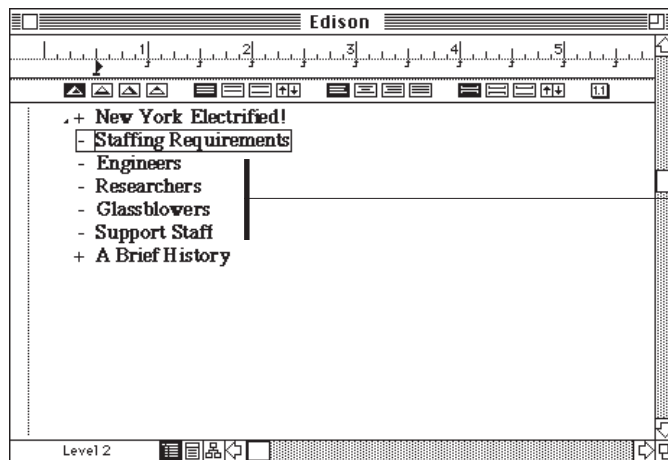 Edison
1 2 3 4 5
1.1
+ New York Electrified!
- Staffing Requirements
- Engineers
- Researchers
- Glassblowers
- Support Staff
+ A Brief History
Level 2